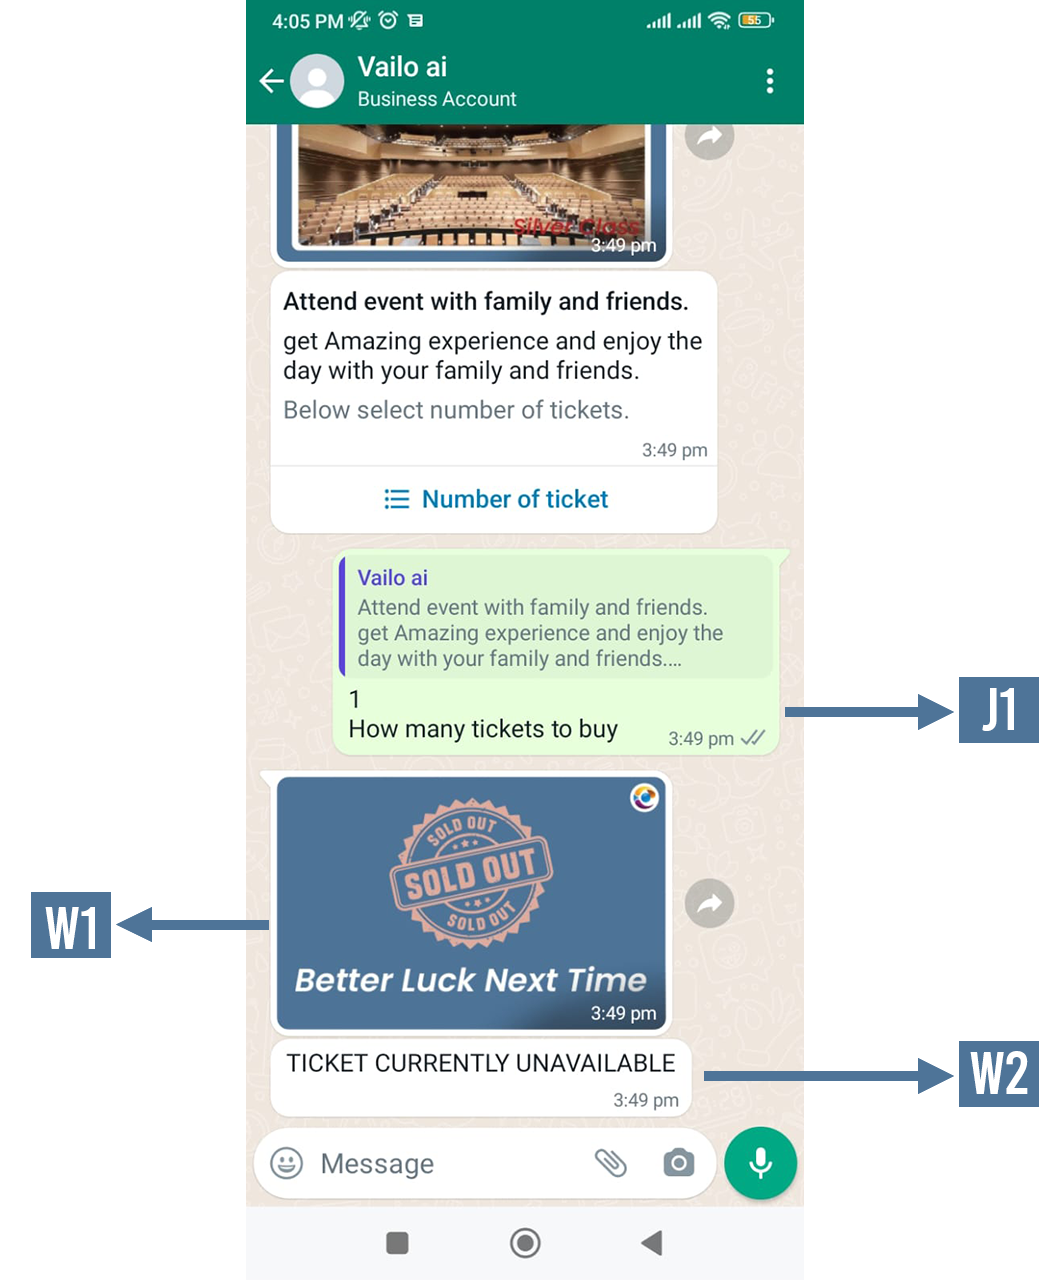 4:05 PM
55
Vailo ai
Business Account
Silver Class
3:49 pm
Attend event with family and friends.
get Amazing experience and enjoy the
day with your family and friends.
Below select number of tickets.
3:49 pm
Number of ticket
Vailo ai
Attend event with family and friends.
get Amazing experience and enjoy the
day with your family and friends....
1
How many tickets to buy
3:49 pm
J1
SOLD OUT
SOLD OUT
SOLD OUT
W1
Better Luck Next Time
3:49 pm
TICKET CURRENTLY UNAVAILABLE
3:49 pm
W2
Message